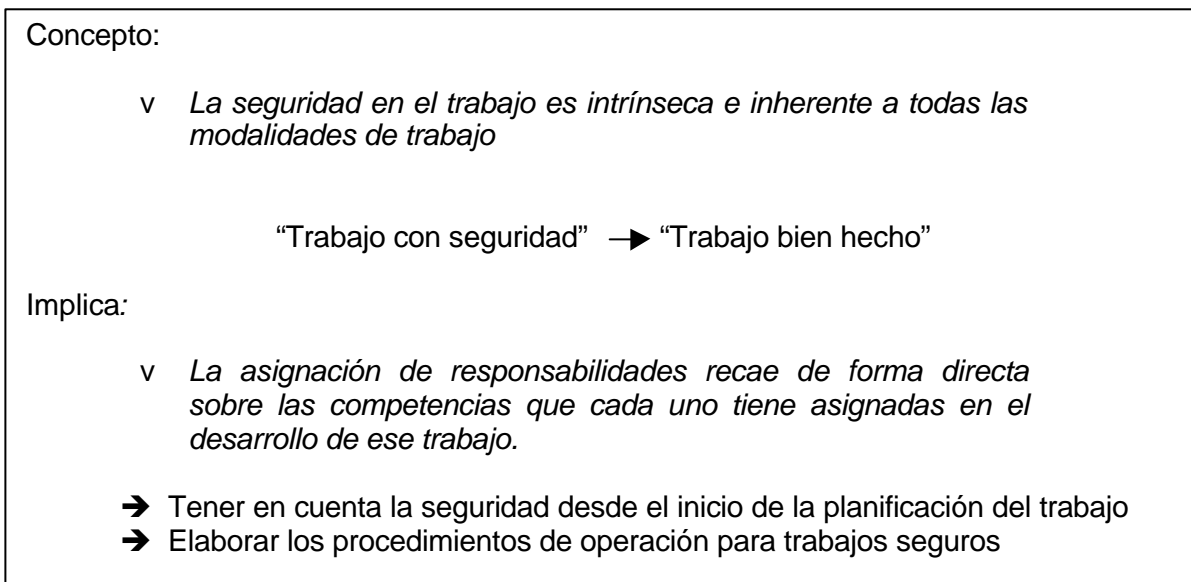 Concepto:
v La seguridad en el trabajo es intrínseca e inherente a todas las
modalidades de trabajo
“Trabajo con seguridad” → “Trabajo bien hecho”
Implica:
v La asignación de responsabilidades recae de forma directa
sobre las competencias que cada uno tiene asignadas en el
desarrollo de ese trabajo.
➔ Tener en cuenta la seguridad desde el inicio de la planificación del trabajo
➔ Elaborar los procedimientos de operación para trabajos seguros